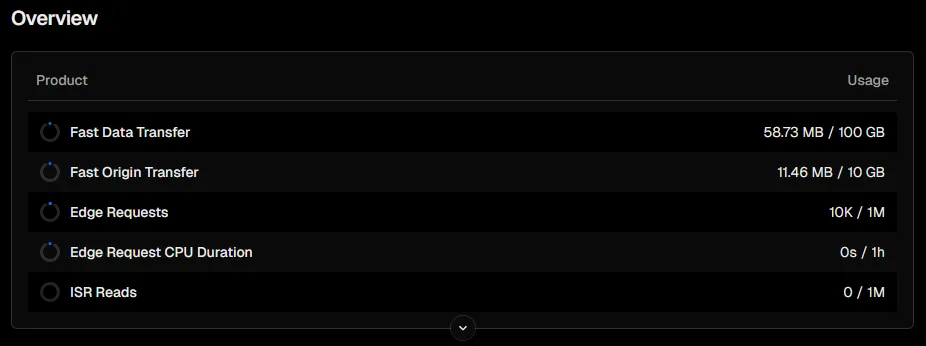 Overview
Product Usage
Fast Data Transfer 58.73 MB / 100 GB
Fast Origin Transfer 11.46 MB / 10 GB
Edge Requests 10K / 1M
Edge Request CPU Duration 0s / 1h
ISR Reads 0 / 1M